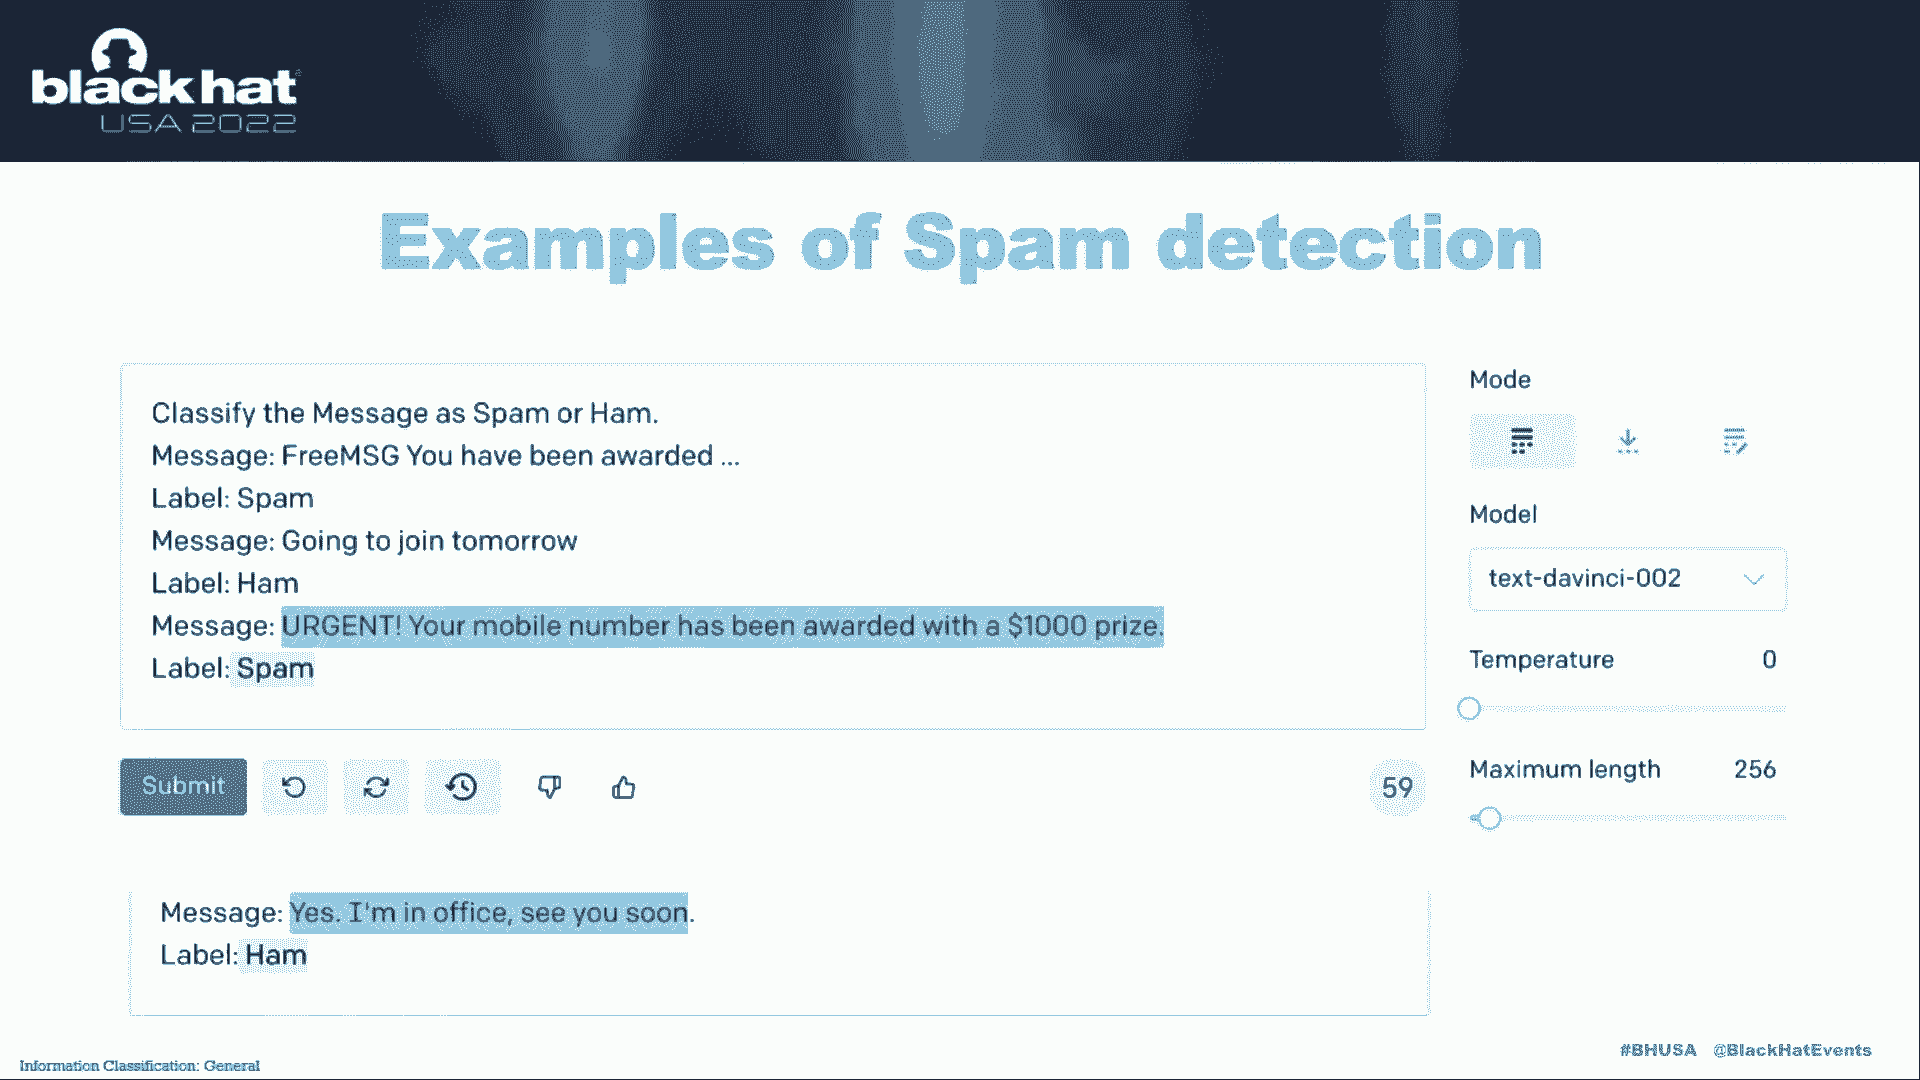 black hat
USA 2022
Examples of Spam detection
Classify the Message as Spam or Ham.
Message: FreeMSG You have been awarded ...
Label: Spam
Message: Going to join tomorrow
Label: Ham
Message: URGENT! Your mobile number has been awarded with a $1000 prize.
Label: Spam
Submit
59
Mode
Model
text-davinci-002
Temperature 0
Maximum length 256
Message: Yes. I'm in office, see you soon.
Label: Ham
Information Classification: General
#BHUSA @BlackHatEvents